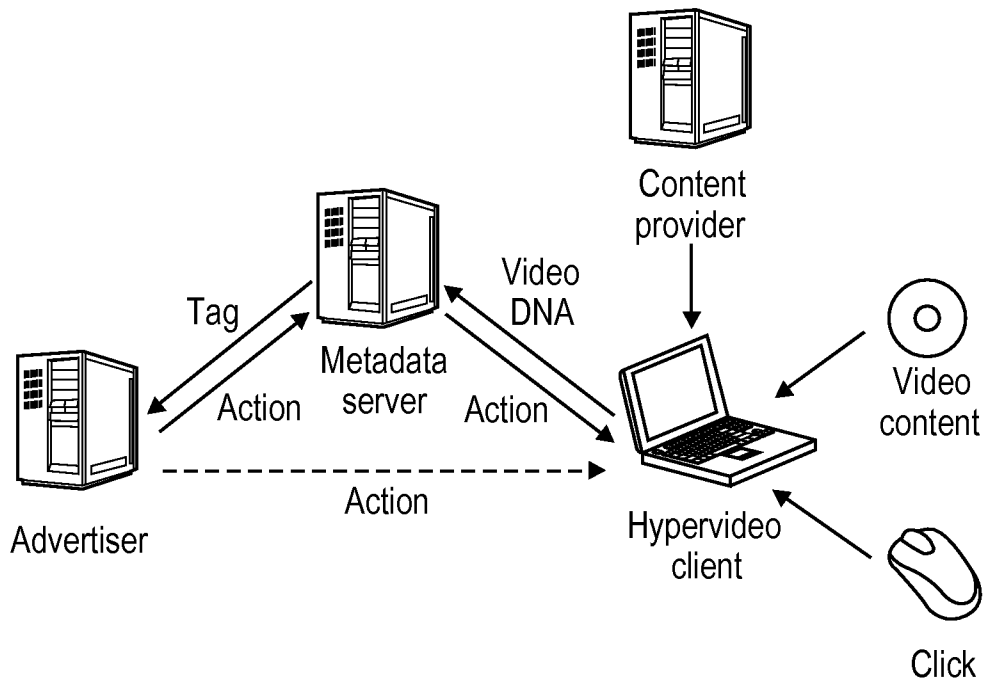 Content
provider
Video
DNA
Tag
Metadata
server
Action
Action
Video
content
Action
Advertiser
Hypervideo
client
Click